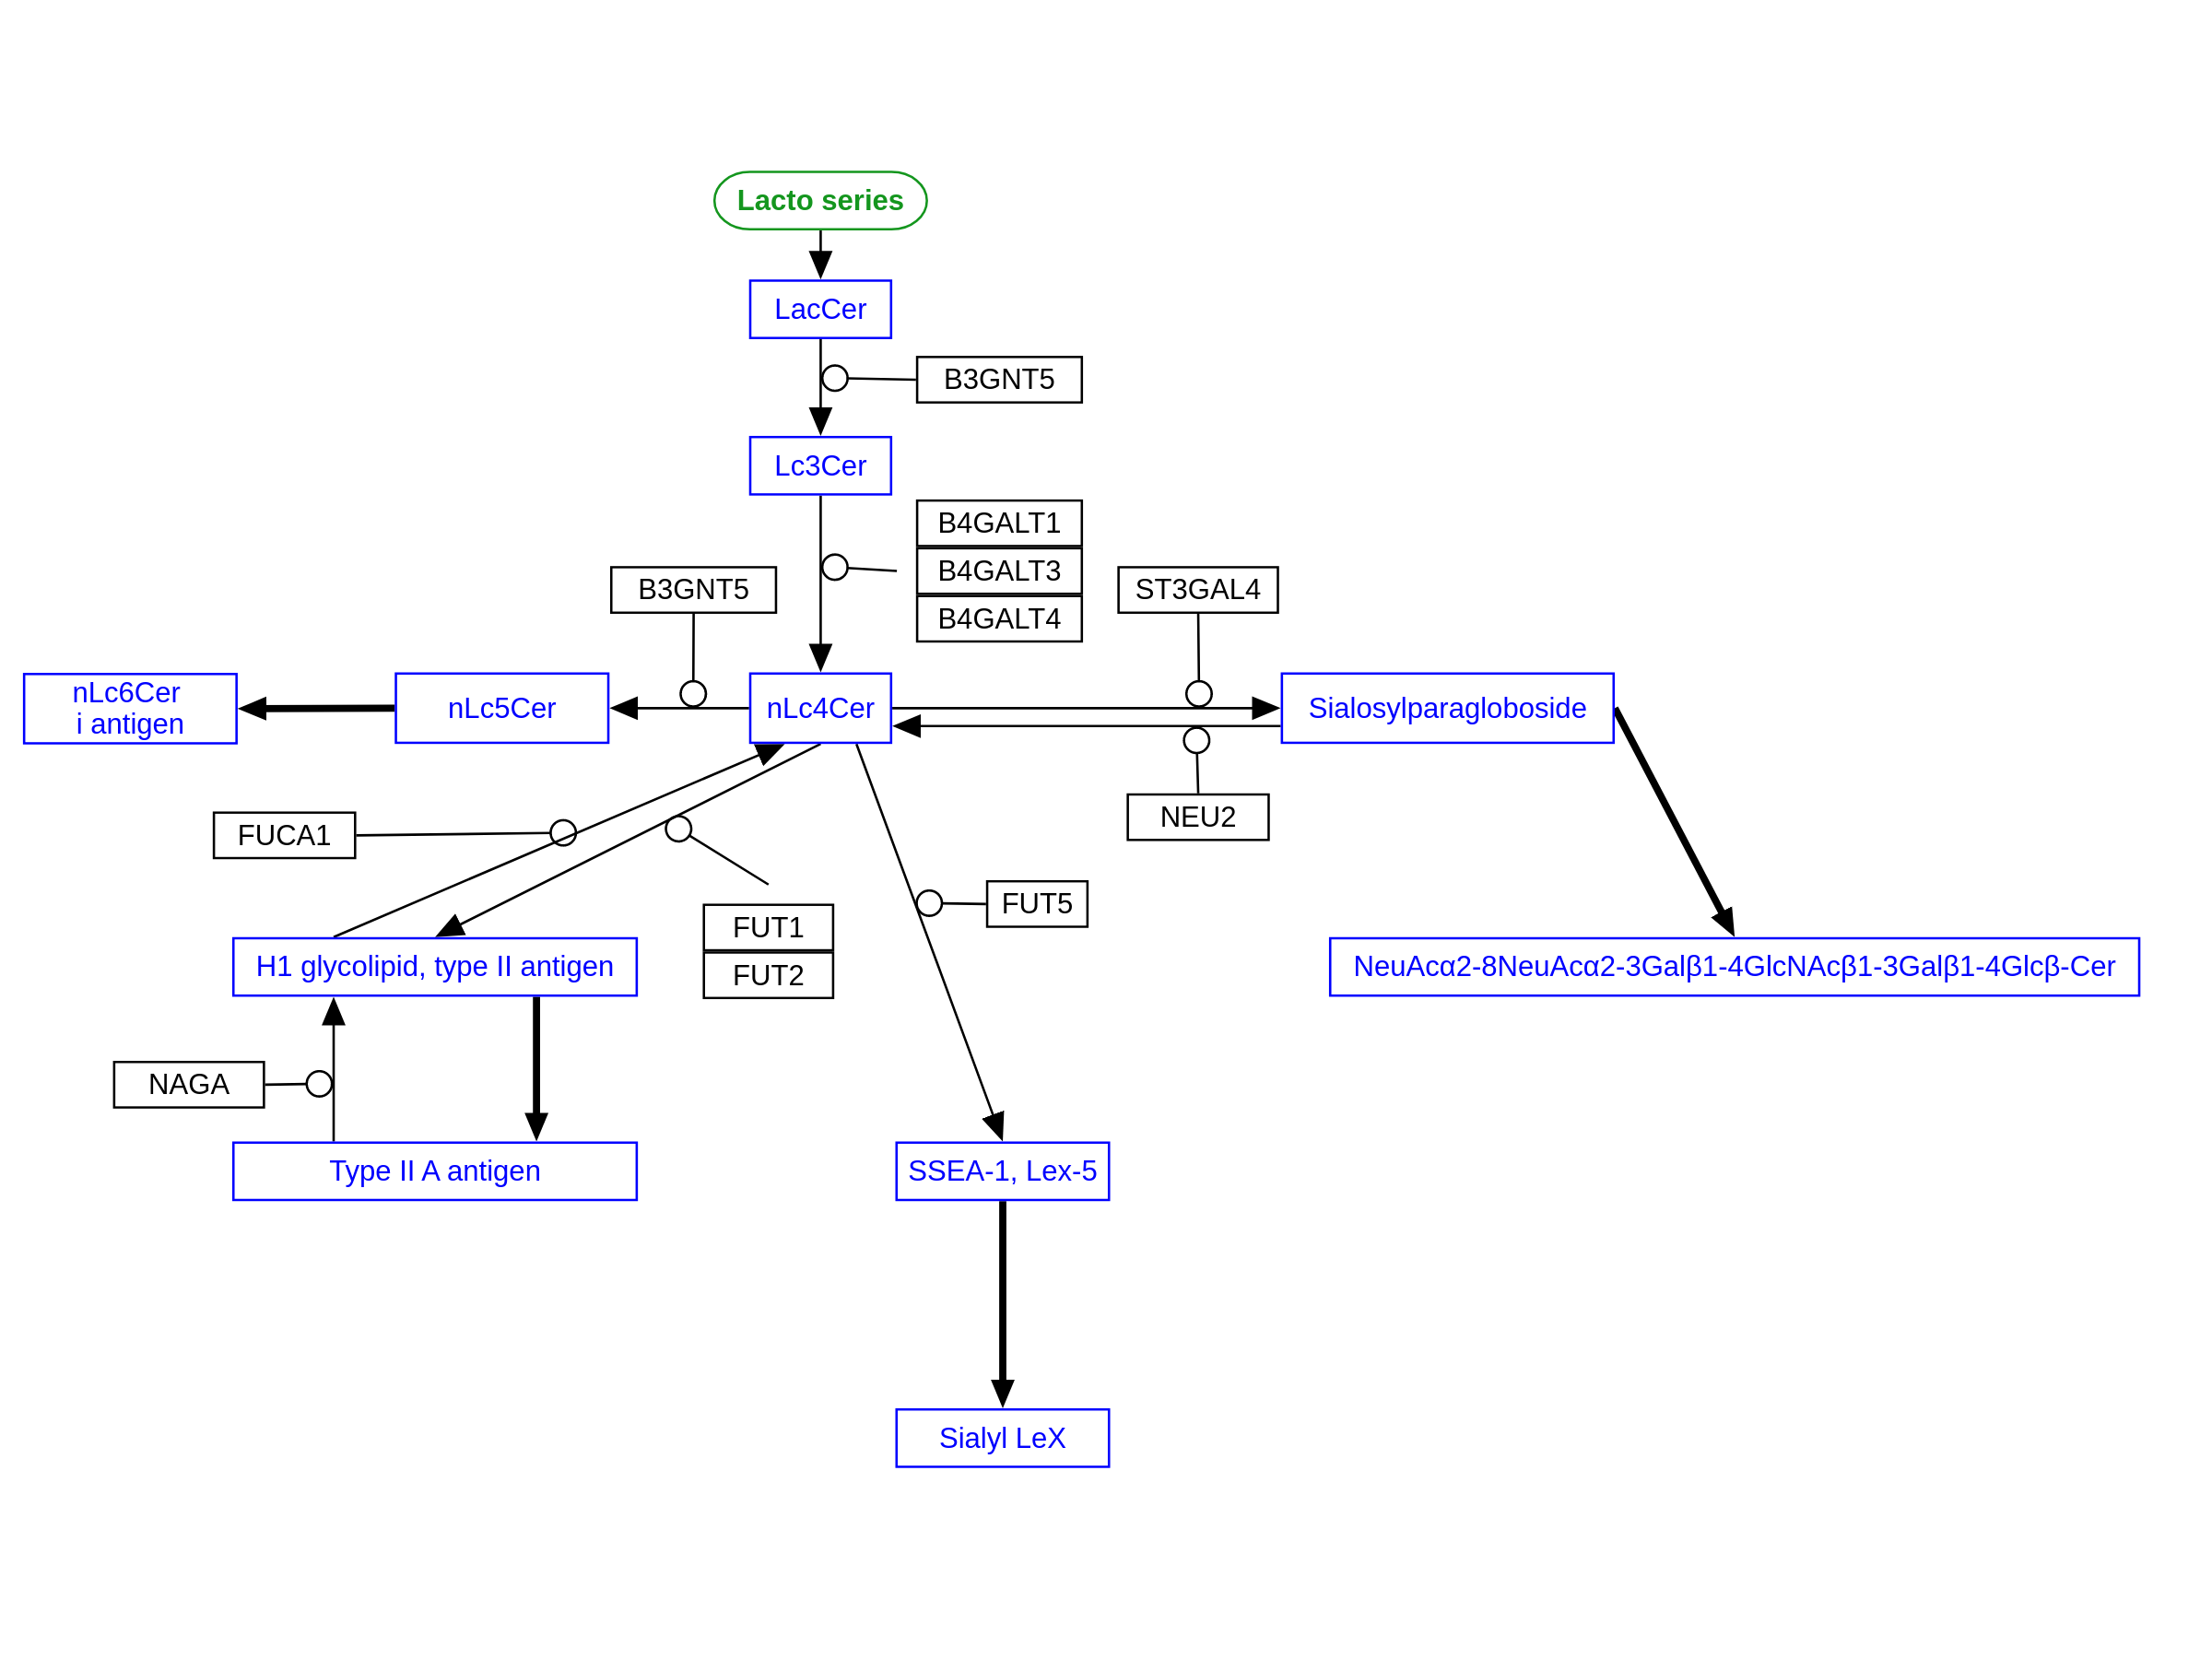 Lacto series
LacCer
B3GNT5
Lc3Cer
B4GALT1
B4GALT3
B4GALT4
B3GNT5
ST3GAL4
nLc6Cer
i antigen
nLc5Cer
nLc4Cer
Sialosylparagloboside
NEU2
FUCA1
FUT5
FUT1
FUT2
H1 glycolipid, type II antigen
NeuAcα2-8NeuAcα2-3Galβ1-4GlcNAcβ1-3Galβ1-4Glcβ-Cer
NAGA
Type II A antigen
SSEA-1, Lex-5
Sialyl LeX